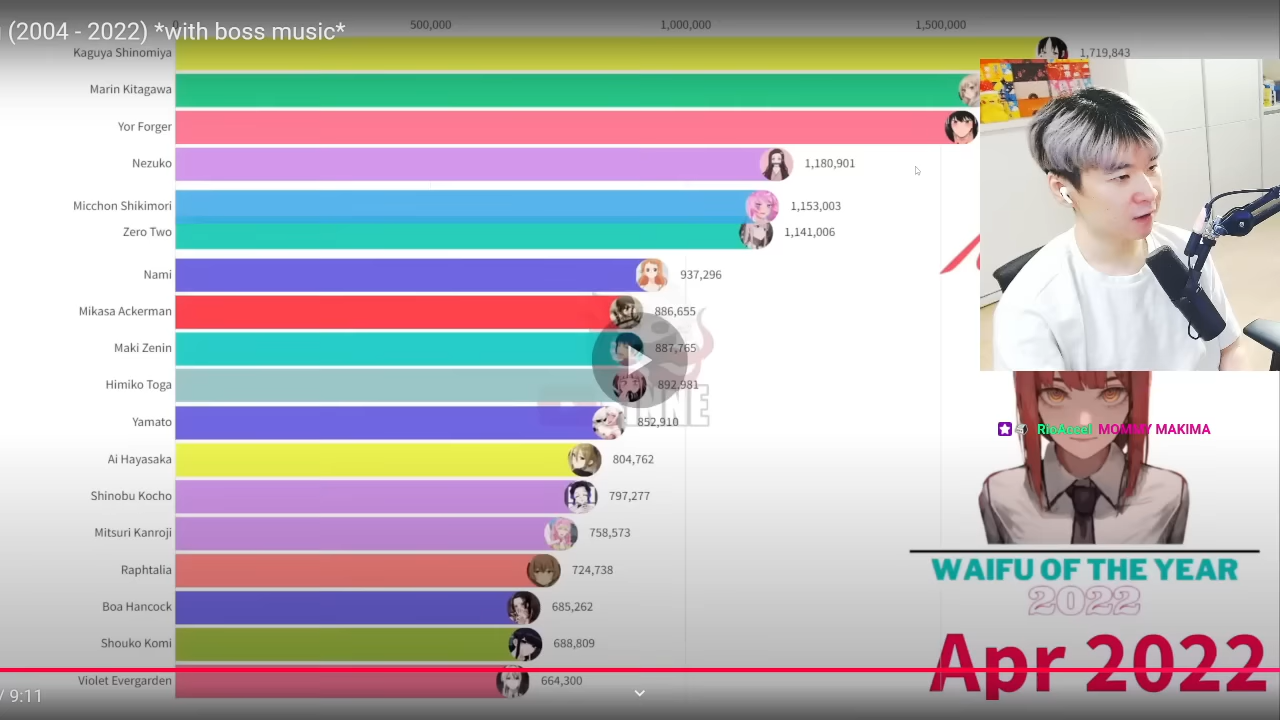 (2004 - 2022) *with boss music*
0 500,000 1,000,000 1,500,000
Kaguya Shinomiya 1,719,843
Marin Kitagawa
Yor Forger
Nezuko 1,180,901
Micchon Shikimori 1,153,003
Zero Two 1,141,006
Nami 937,296
Mikasa Ackerman 886,655
Maki Zenin 887,765
Himiko Toga 892,981
Yamato 852,910
Ai Hayasaka 804,762
Shinobu Kocho 797,277
Mitsuri Kanroji 758,573
Raphtalia 724,738
Boa Hancock 685,262
Shouko Komi 688,809
Violet Evergarden 664,300
RipAccel MOMMY MAKIMA
WAIFU OF THE YEAR
2022
Apr 2022
/ 9:11